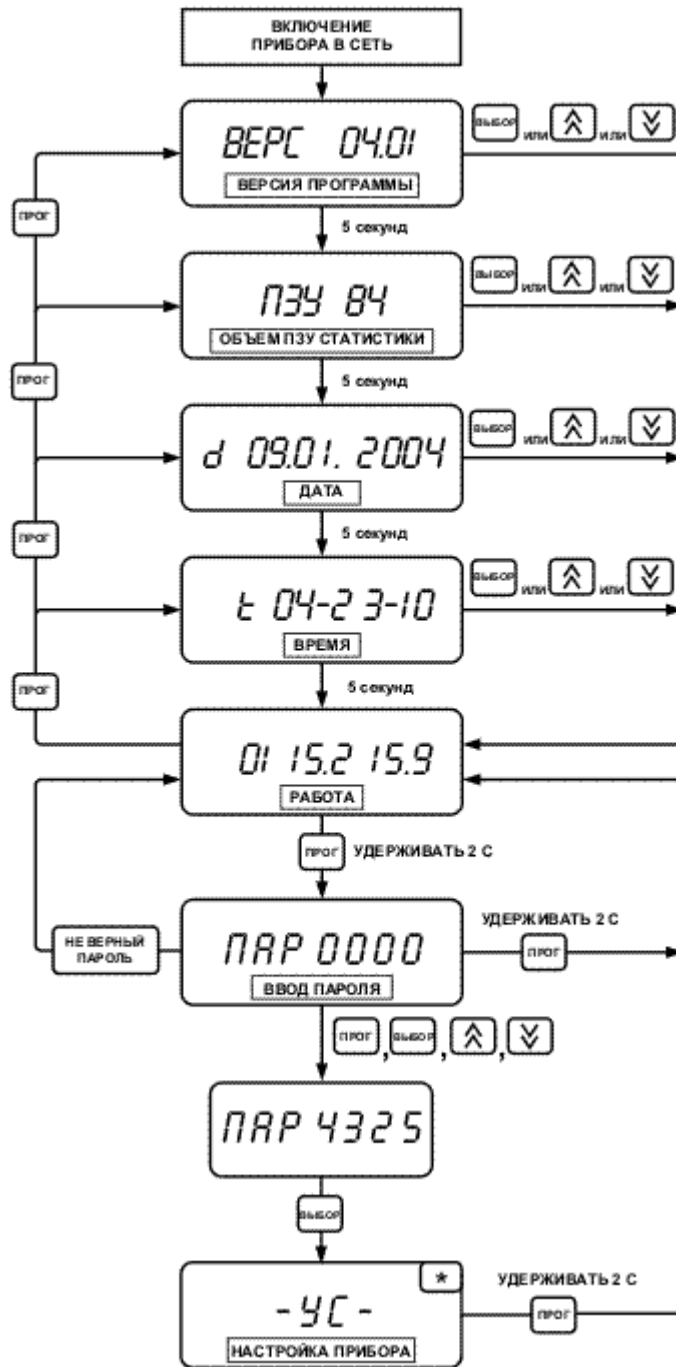 ВКЛЮЧЕНИЕ
ПРИБОРА В СЕТЬ
ВЕРС 04.01
ВЕРСИЯ ПРОГРАММЫ
ВЫБОР ИЛИ ИЛИ
ПРОГ
5 секунд
ПЗУ 84
ОБЪЕМ ПЗУ СТАТИСТИКИ
ВЫБОР ИЛИ ИЛИ
ПРОГ
5 секунд
d 09.01. 2004
ДАТА
ВЫБОР ИЛИ ИЛИ
ПРОГ
5 секунд
t 04-23-10
ВРЕМЯ
ВЫБОР ИЛИ ИЛИ
ПРОГ
5 секунд
01 15.2 15.9
РАБОТА
ПРОГ УДЕРЖИВАТЬ 2 С
НЕ ВЕРНЫЙ
ПАРОЛЬ
ПАР 0000
ВВОД ПАРОЛЯ
УДЕРЖИВАТЬ 2 С
ПРОГ
ПРОГ , ВЫБОР , ,
ПАР 4325
ВЫБОР
*
- УС -
НАСТРОЙКА ПРИБОРА
УДЕРЖИВАТЬ 2 С
ПРОГ